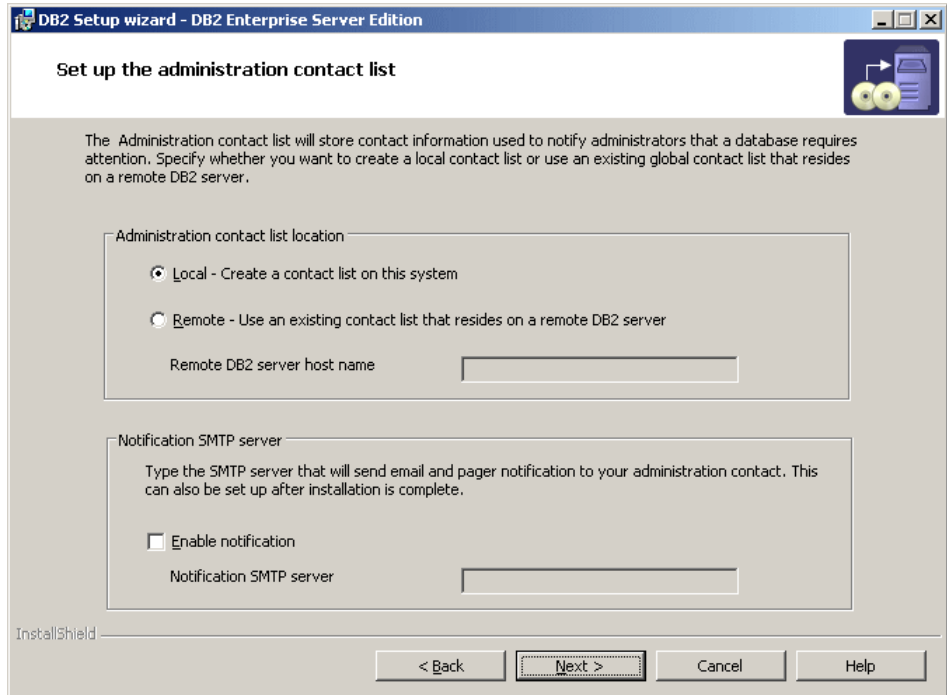 DB2 Setup wizard - DB2 Enterprise Server Edition
Set up the administration contact list
The Administration contact list will store contact information used to notify administrators that a database requires
attention. Specify whether you want to create a local contact list or use an existing global contact list that resides
on a remote DB2 server.
Administration contact list location
Local - Create a contact list on this system
Remote - Use an existing contact list that resides on a remote DB2 server
Remote DB2 server host name
Notification SMTP server
Type the SMTP server that will send email and pager notification to your administration contact. This
can also be set up after installation is complete.
Enable notification
Notification SMTP server
InstallShield
< Back Next > Cancel Help